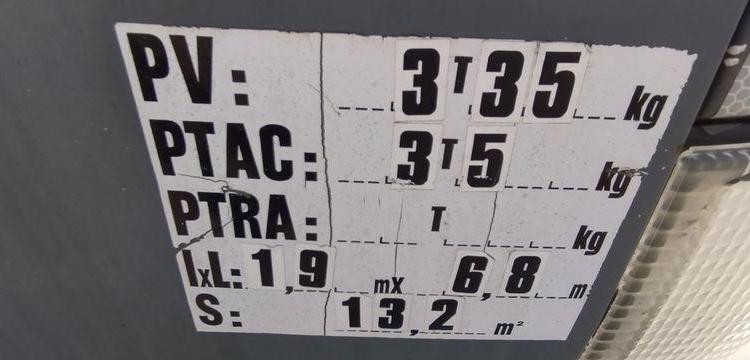 PV: 3T35 kg
PTAC: 3T5 kg
PTRA: T kg
lxL: 1,9 mX 6,8 m
S: 13,2 m²